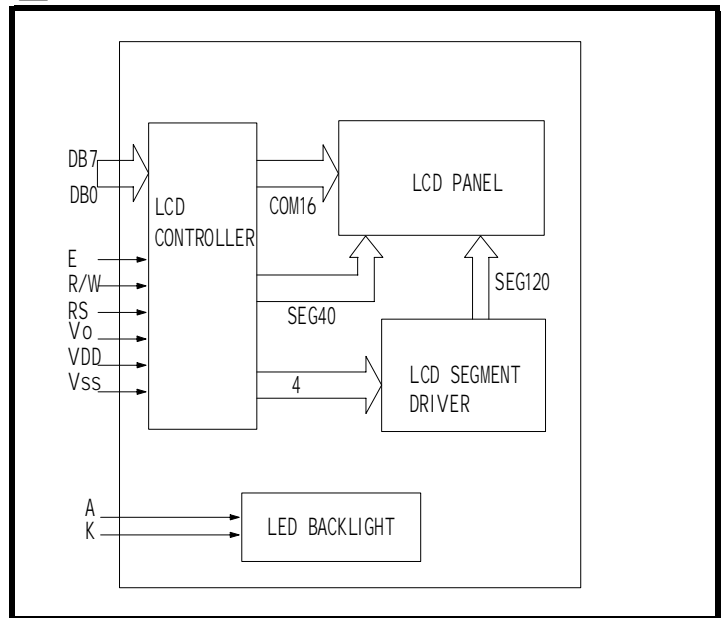 DB7
DB0
E
R/W
RS
Vo
VDD
Vss
LCD
CONTROLLER
COM16
SEG40
4
LCD PANEL
SEG120
LCD SEGMENT
DRIVER
A
K
LED BACKLIGHT